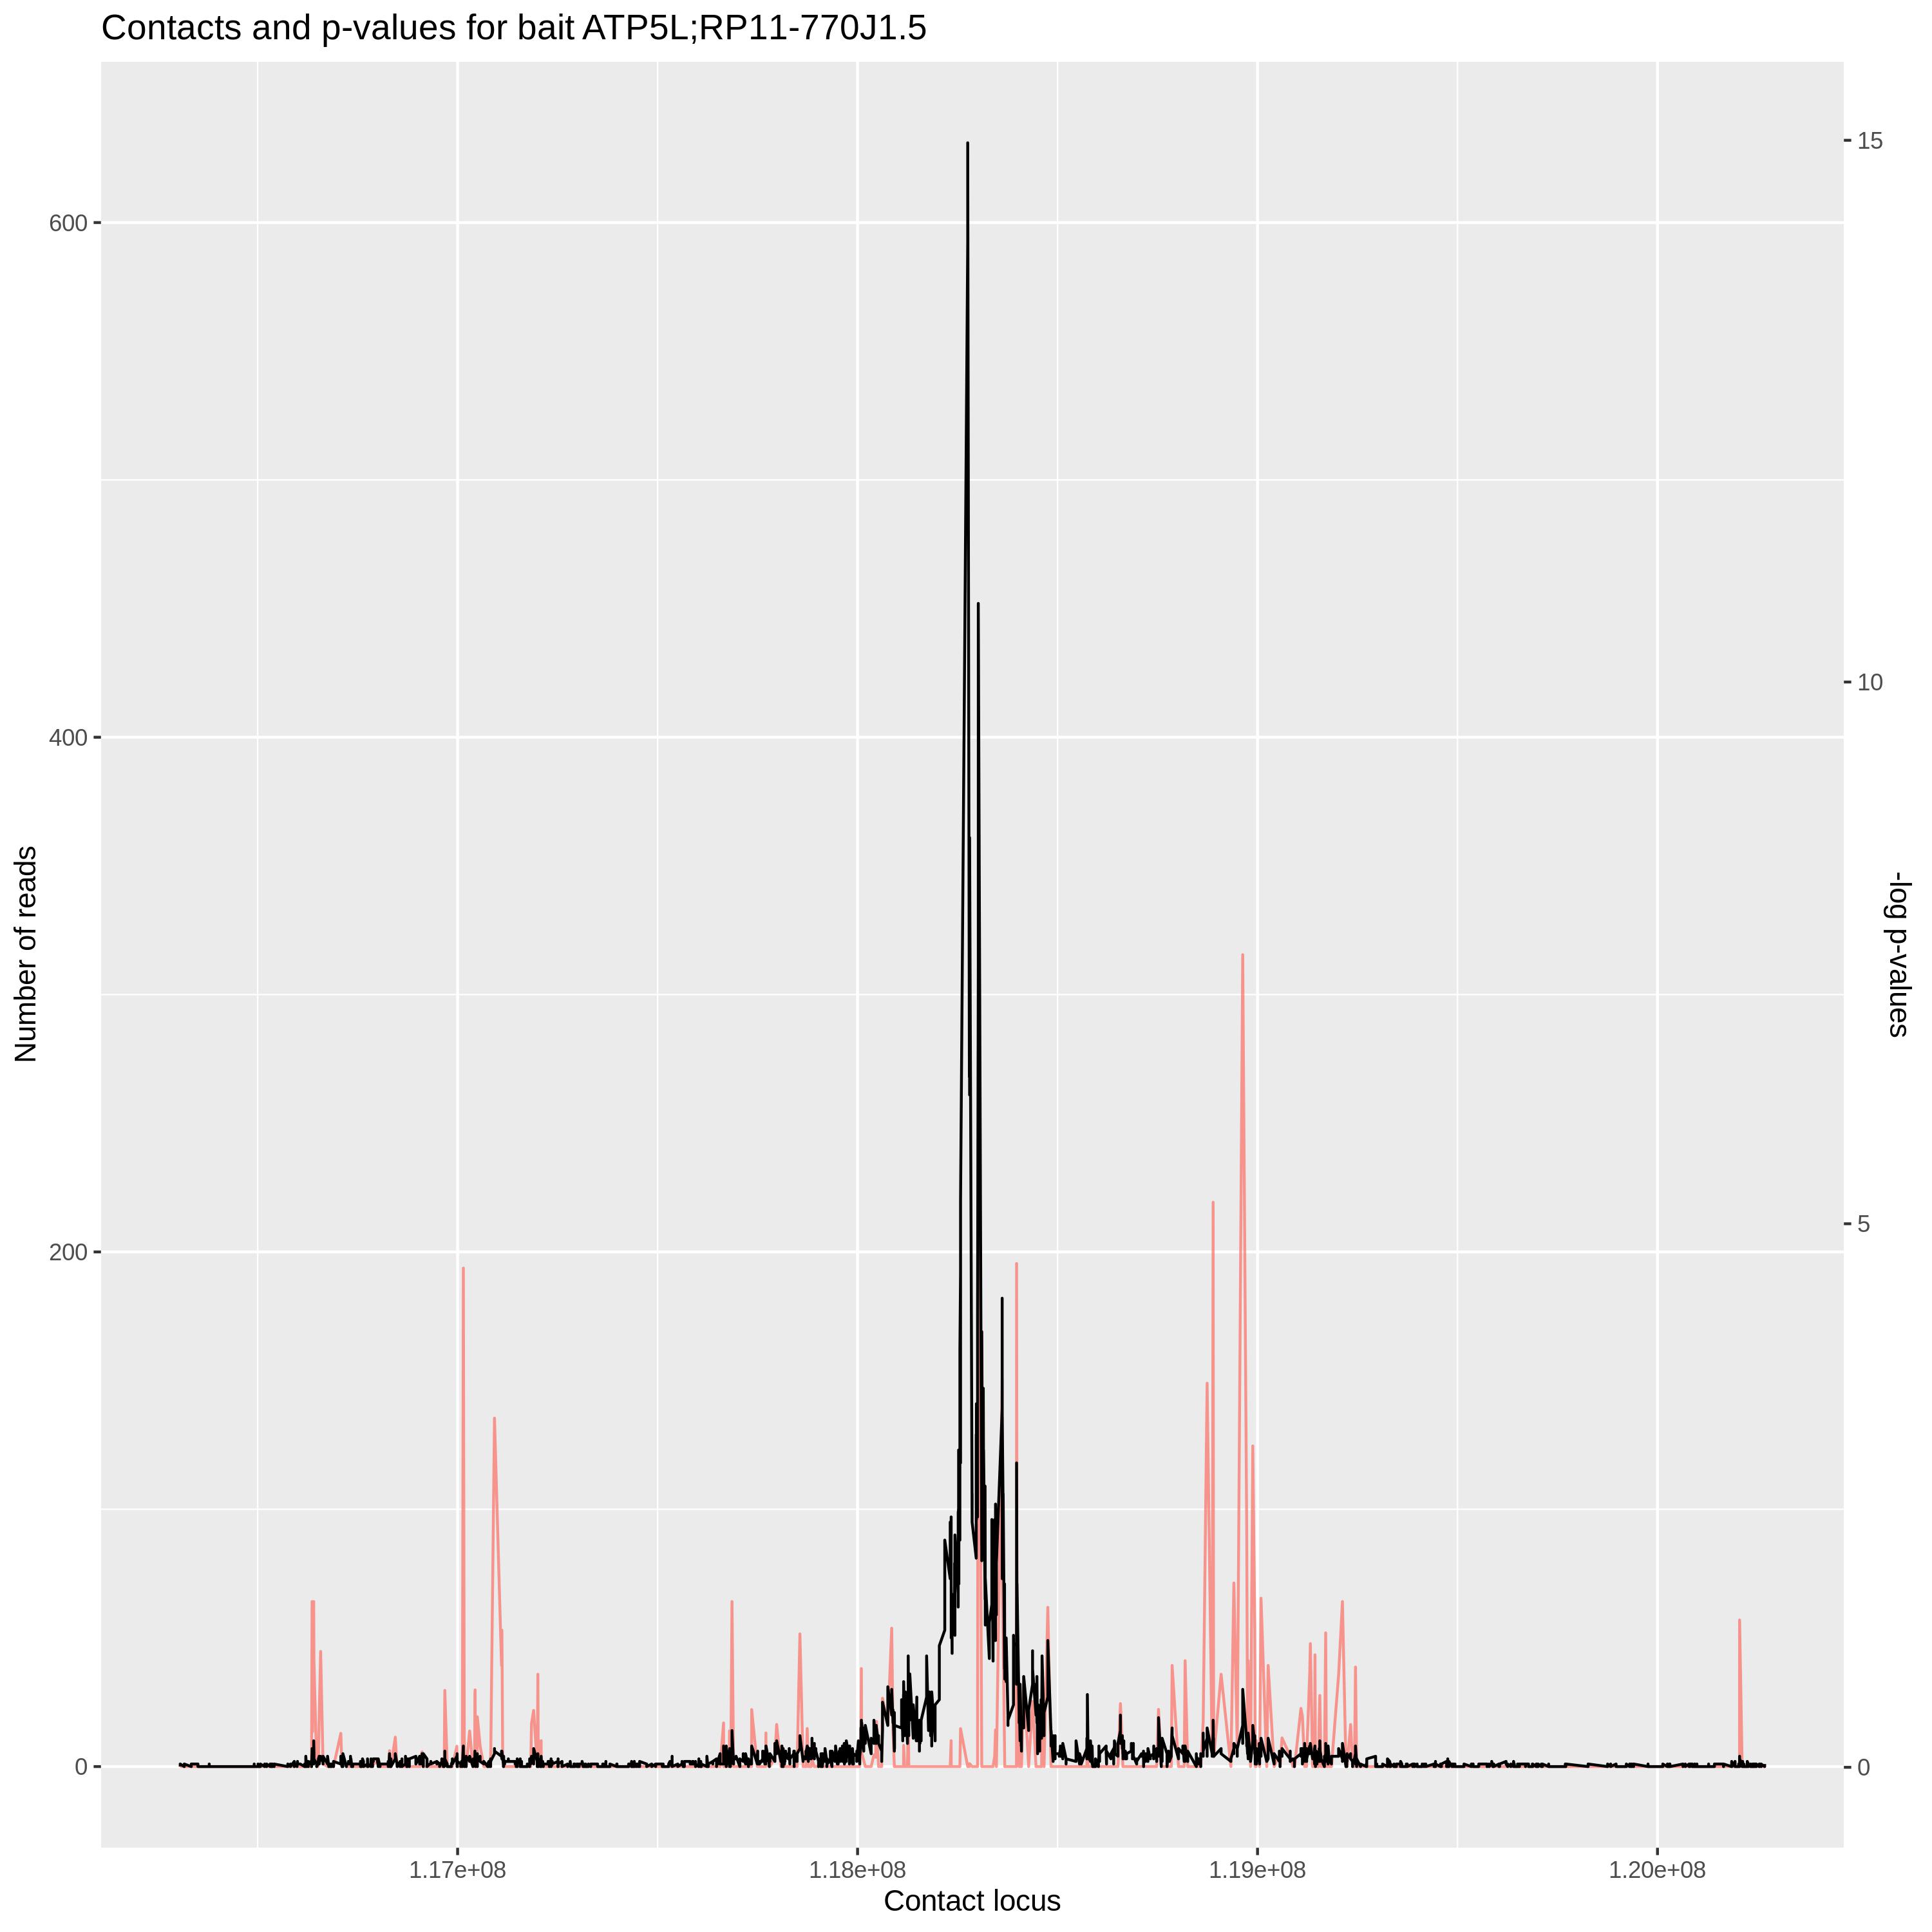 Contacts and p-values for bait ATP5L;RP11-770J1.5
600
400
200
0
Number of reads
15
10
5
0
-log p-values
1.17e+08
1.18e+08
1.19e+08
1.20e+08
Contact locus